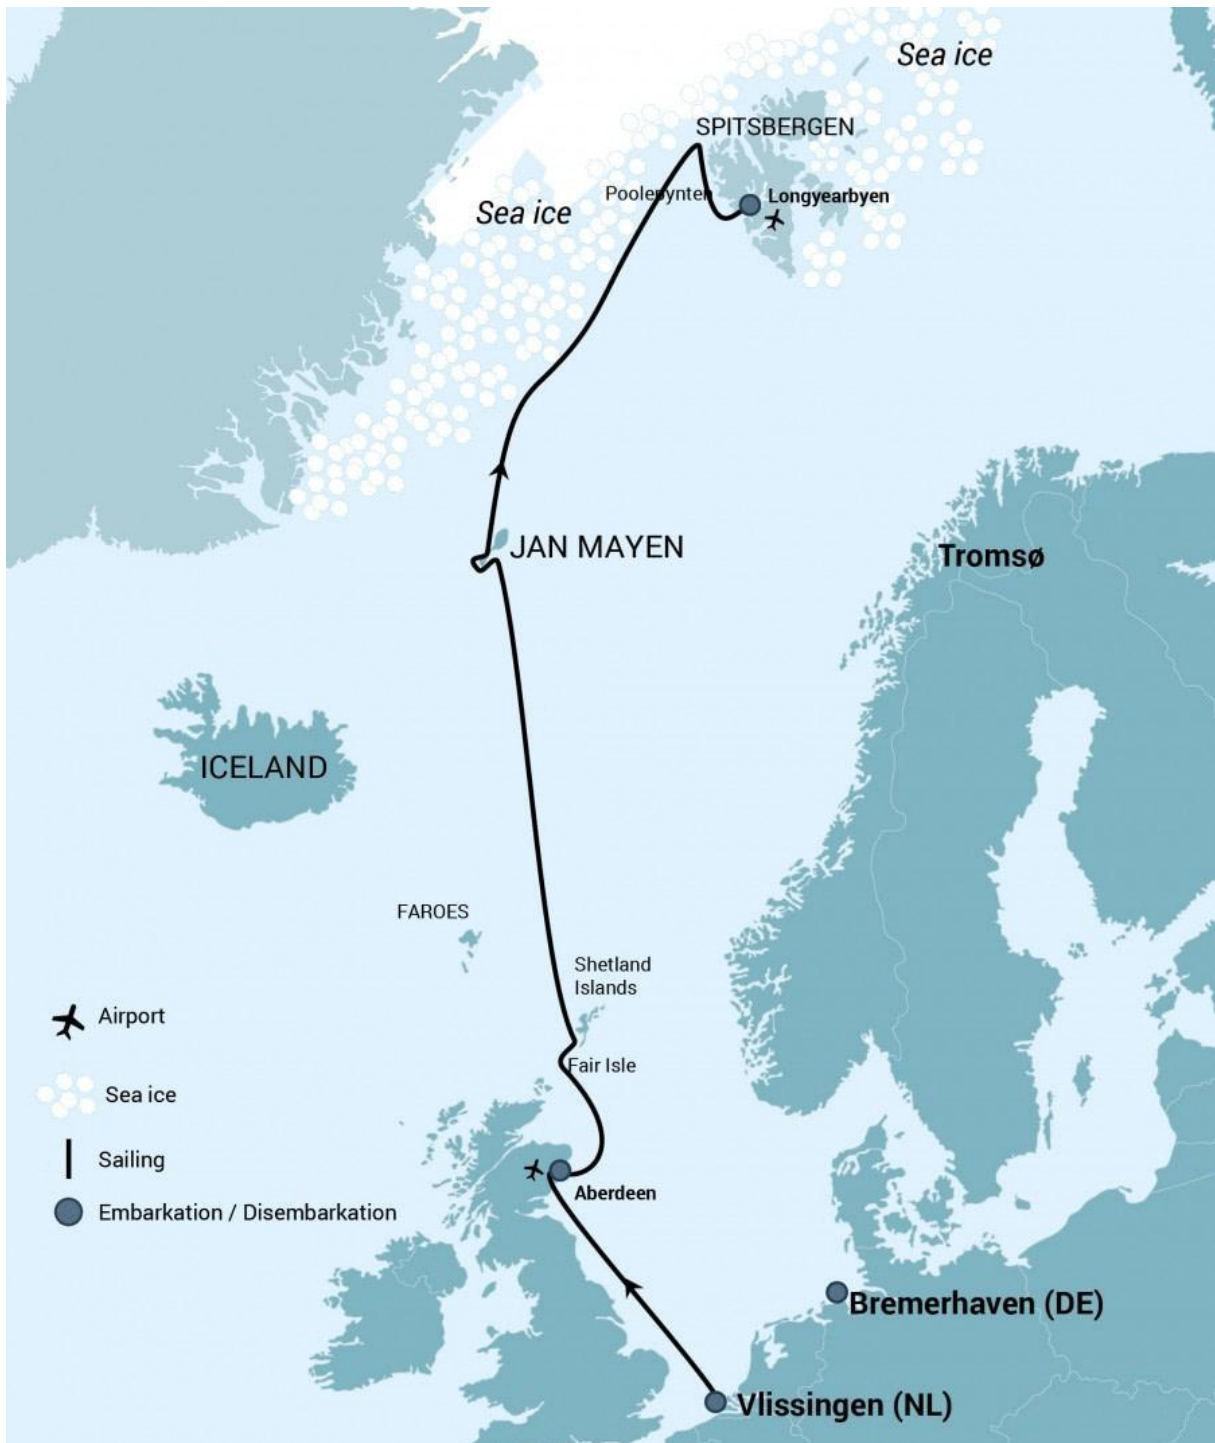 Sea ice
SPITSBERGEN
Poolepynten
Longyearbyen
Sea ice
JAN MAYEN
Tromsø
ICELAND
FAROES
Shetland
Islands
Airport
Fair Isle
Sea ice
Sailing
Aberdeen
Embarkation / Disembarkation
Bremerhaven (DE)
Vlissingen (NL)